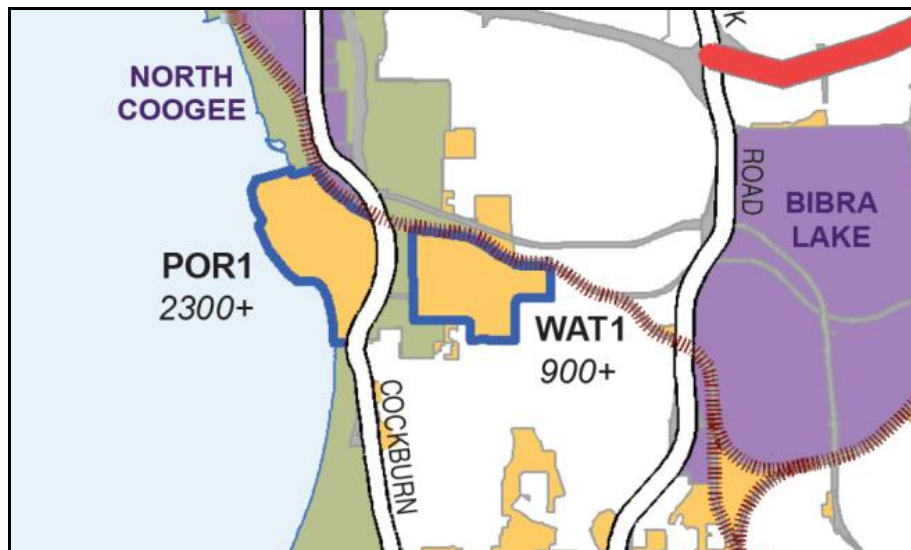 K
NORTH
COOGEE
ROAD
BIBRA
LAKE
POR1
2300+
WAT1
900+
COCKBURN